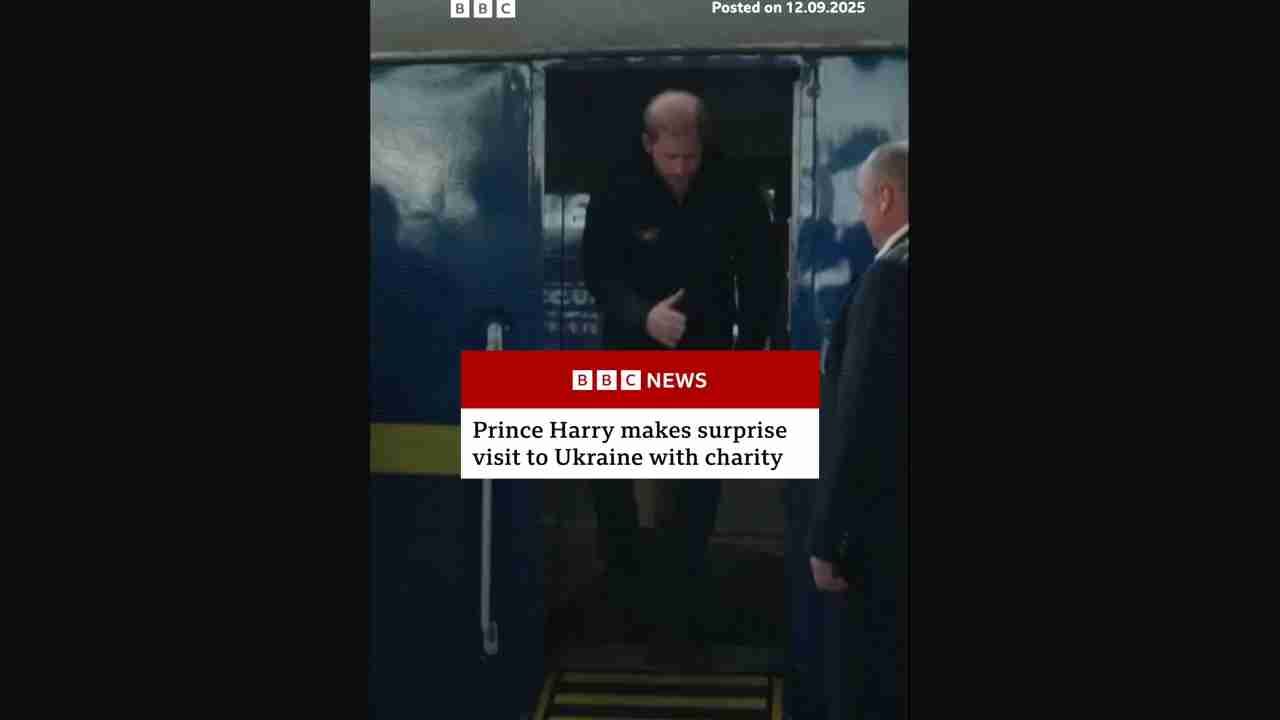 BBC
Posted on 12.09.2025
BBC NEWS
Prince Harry makes surprise
visit to Ukraine with charity